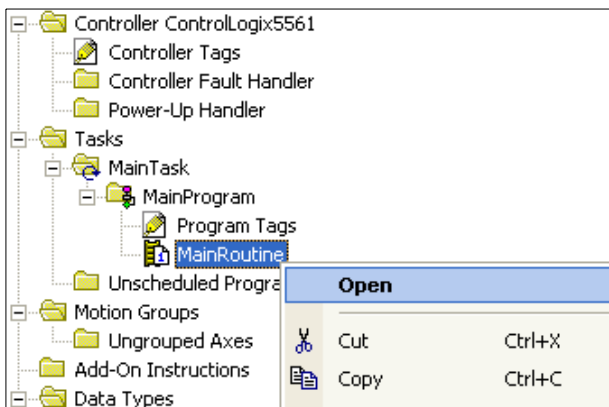 Controller ControlLogix5561
Controller Tags
Controller Fault Handler
Power-Up Handler
Tasks
MainTask
MainProgram
Program Tags
MainRoutine
Unscheduled Progra
Open
Motion Groups
Ungrouped Axes
Cut Ctrl+X
Add-On Instructions
Copy Ctrl+C
Data Types